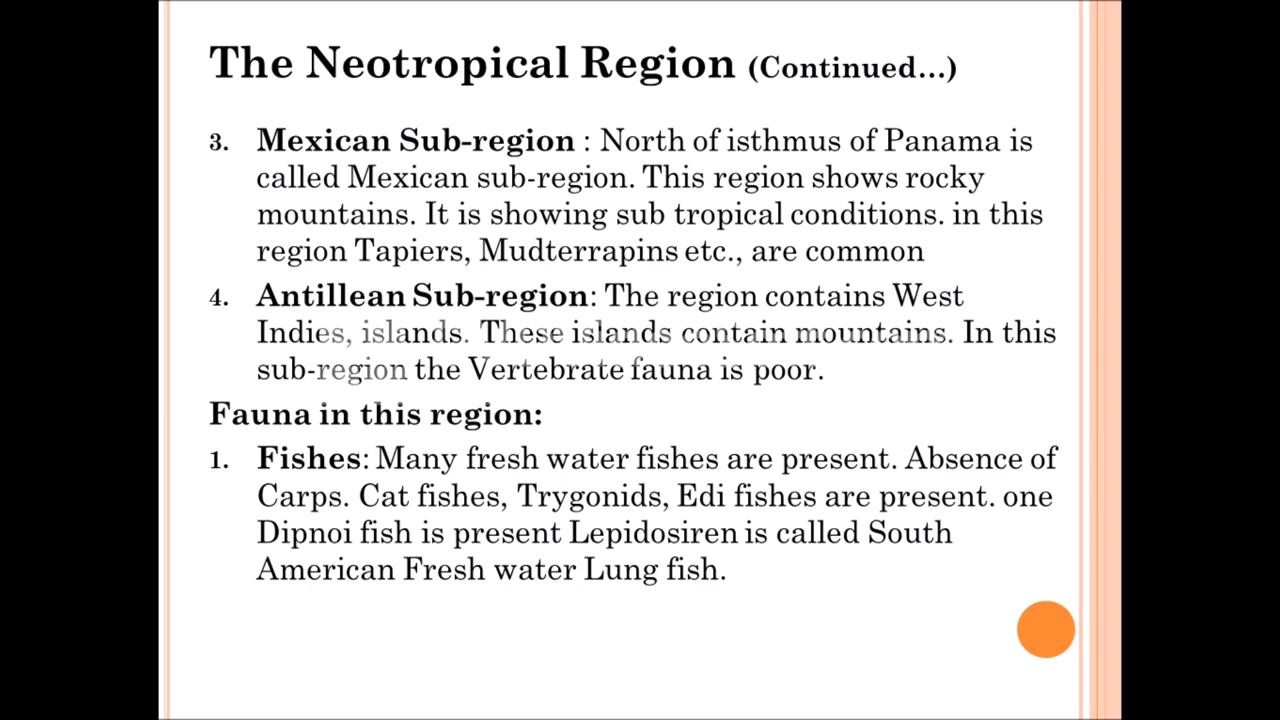 The Neotropical Region (Continued...)
3. Mexican Sub-region : North of isthmus of Panama is
called Mexican sub-region. This region shows rocky
mountains. It is showing sub tropical conditions. in this
region Tapiers, Mudterrapins etc., are common
4. Antillean Sub-region: The region contains West
Indies, islands. These islands contain mountains. In this
sub-region the Vertebrate fauna is poor.
Fauna in this region:
1. Fishes: Many fresh water fishes are present. Absence of
Carps. Cat fishes, Trygonids, Edi fishes are present. one
Dipnoi fish is present Lepidosiren is called South
American Fresh water Lung fish.